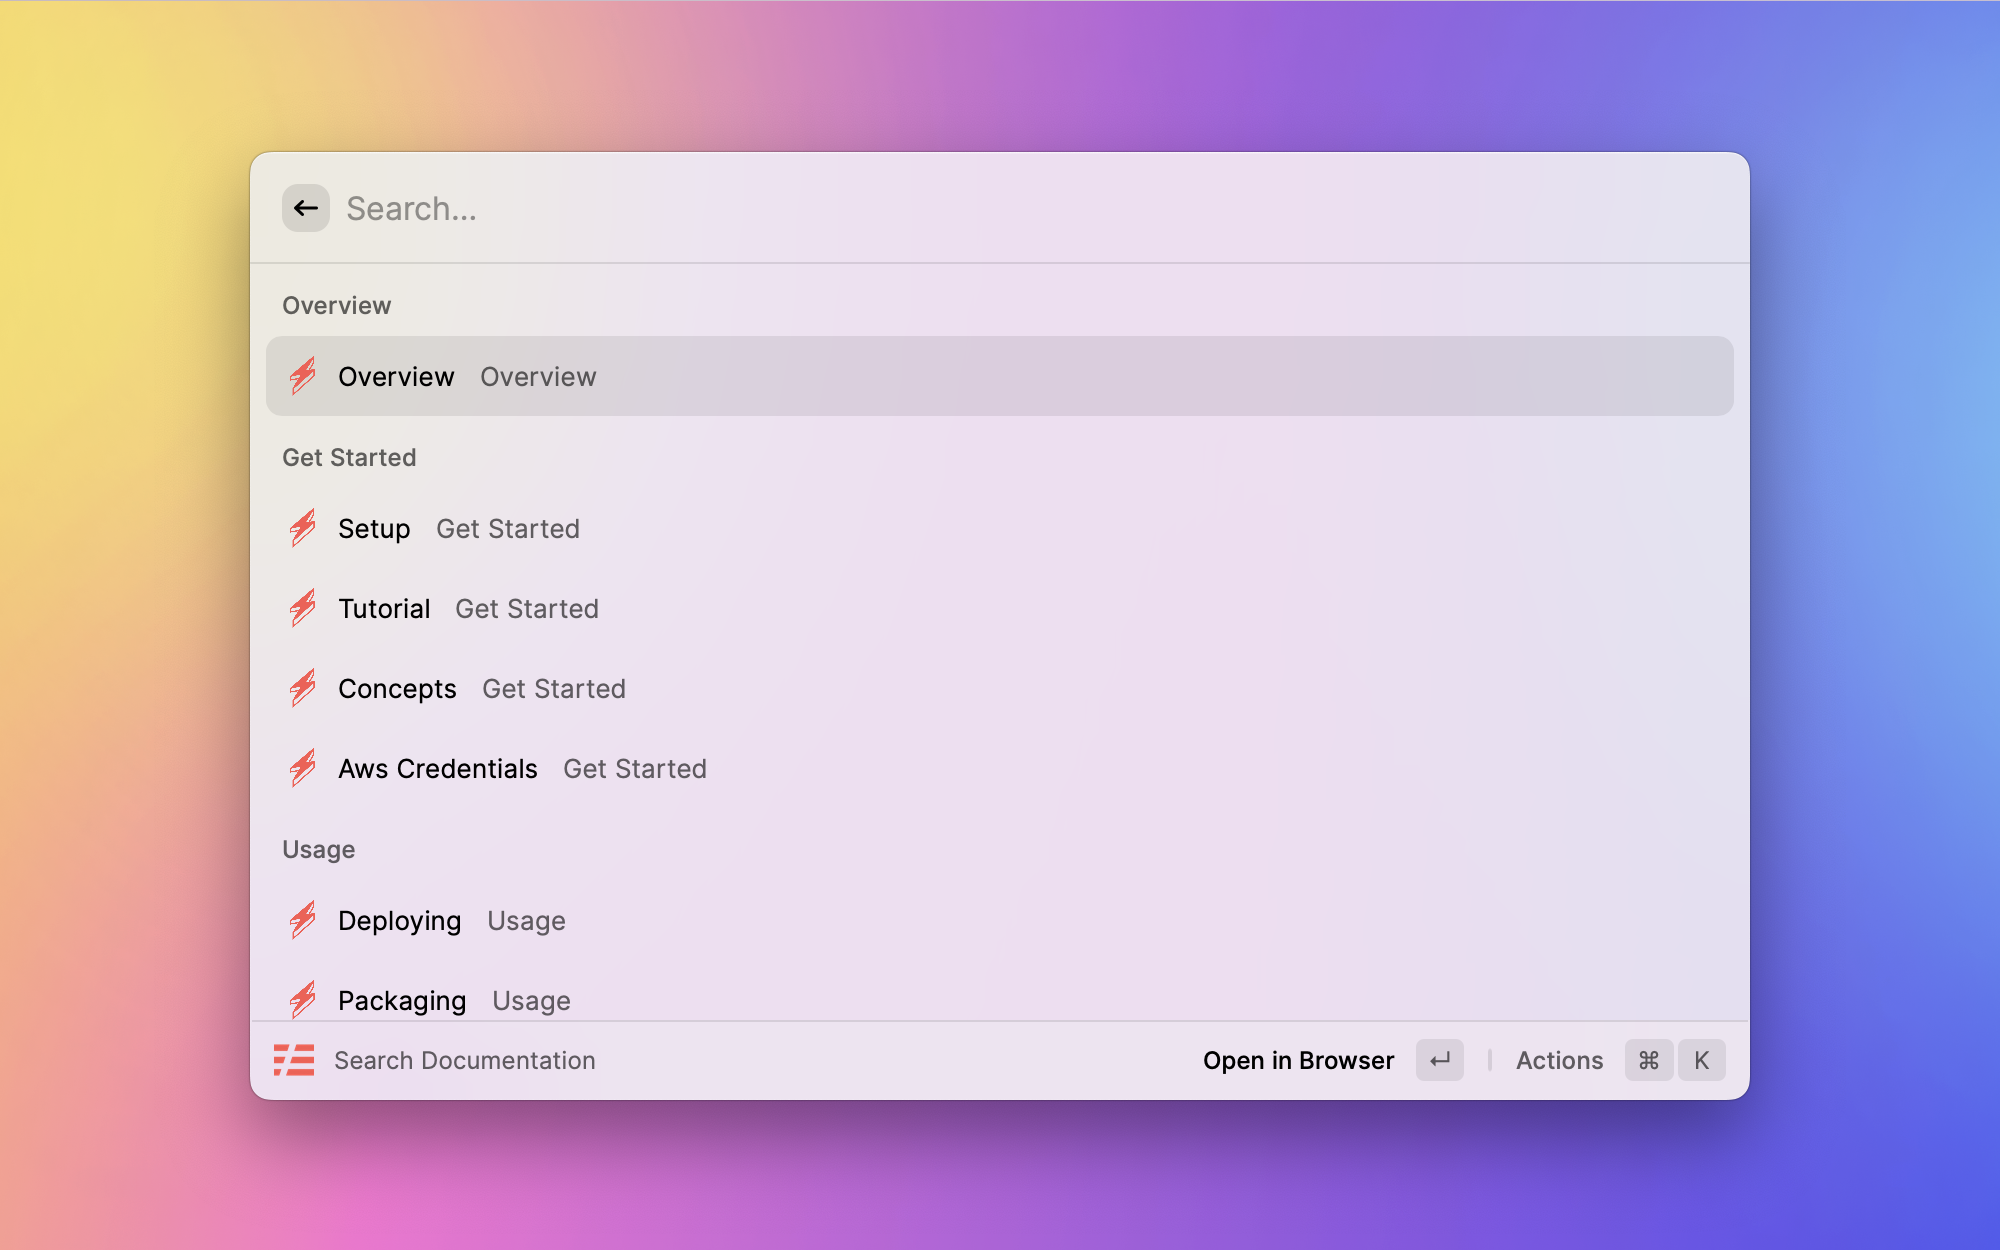 Search...
Overview
Overview Overview
Get Started
Setup Get Started
Tutorial Get Started
Concepts Get Started
Aws Credentials Get Started
Usage
Deploying Usage
Packaging Usage
Search Documentation Open in Browser ↵ Actions ⌘ K